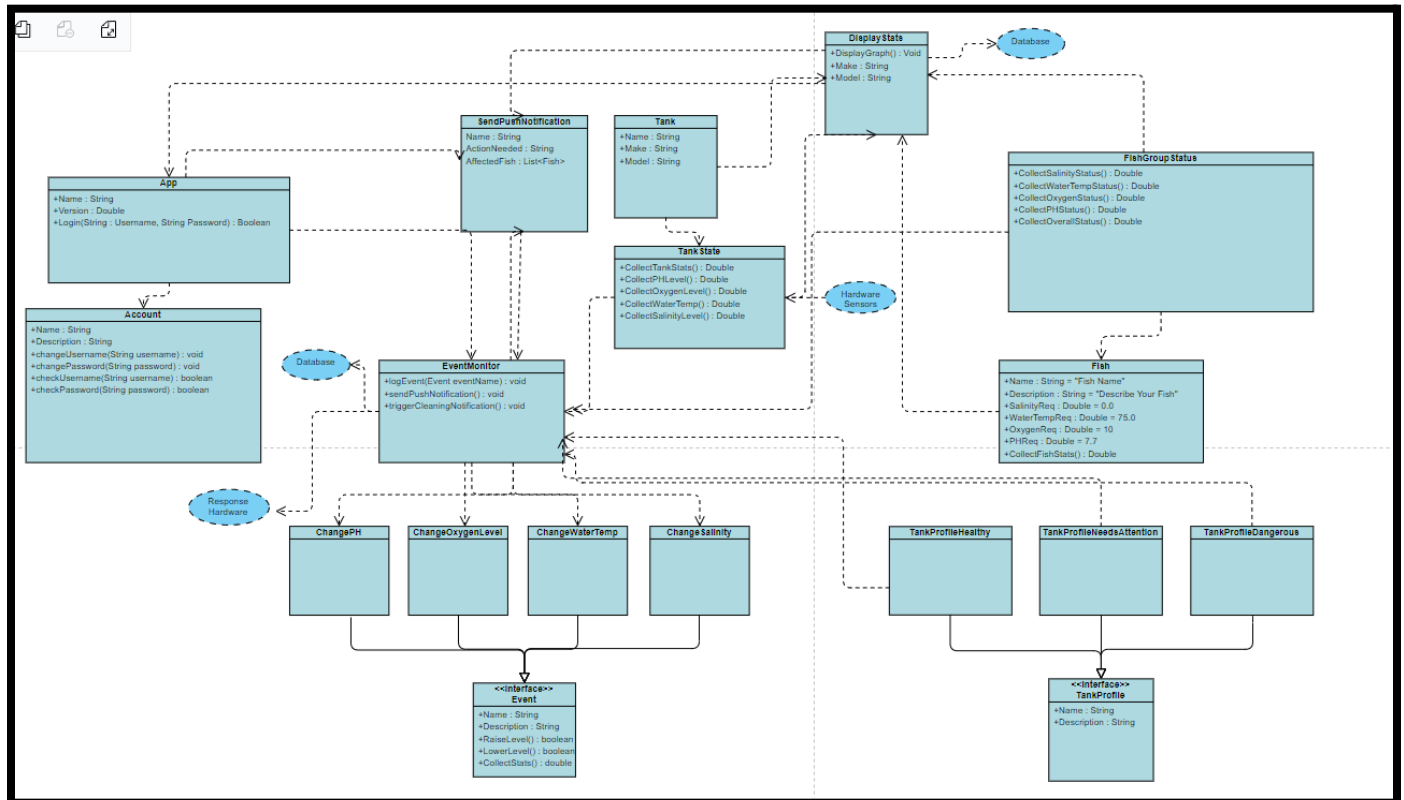 DisplayStats
+DisplayGraph() : Void
+Make : String
+Model : String
Database
SendPushNotification
Name : String
ActionNeeded : String
AffectedFish : List<Fish>
Tank
+Name : String
+Make : String
+Model : String
FishGroupStatus
+CollectSalinityStatus() : Double
+CollectWaterTempStatus() : Double
+CollectOxygenStatus() : Double
+CollectPHStatus() : Double
+CollectOverallStatus() : Double
App
+Name : String
+Version : Double
+Login(String : Username, String Password) : Boolean
TankState
+CollectTankStats() : Double
+CollectPHLevel() : Double
+CollectOxygenLevel() : Double
+CollectWaterTemp() : Double
+CollectSalinityLevel() : Double
Hardware
Sensors
Account
+Name : String
+Description : String
+changeUsername(String username) : void
+changePassword(String password) : void
+checkUsername(String username) : boolean
+checkPassword(String password) : boolean
Database
EventMonitor
+logEvent(Event eventName) : void
+sendPushNotification() : void
+triggerCleaningNotification() : void
Fish
+Name : String = "Fish Name"
+Description : String = "Describe Your Fish"
+SalinityReq : Double = 0.0
+WaterTempReq : Double = 75.0
+OxygenReq : Double = 10
+PHReq : Double = 7.7
+CollectFishStats() : Double
Response
Hardware
ChangePH
ChangeOxygenLevel
ChangeWaterTemp
ChangeSalinity
TankProfileHealthy
TankProfileNeedsAttention
TankProfileDangerous
<<Interface>>
Event
+Name : String
+Description : String
+RaiseLevel() : boolean
+LowerLevel() : boolean
+CollectStats() : double
<<Interface>>
TankProfile
+Name : String
+Description : String